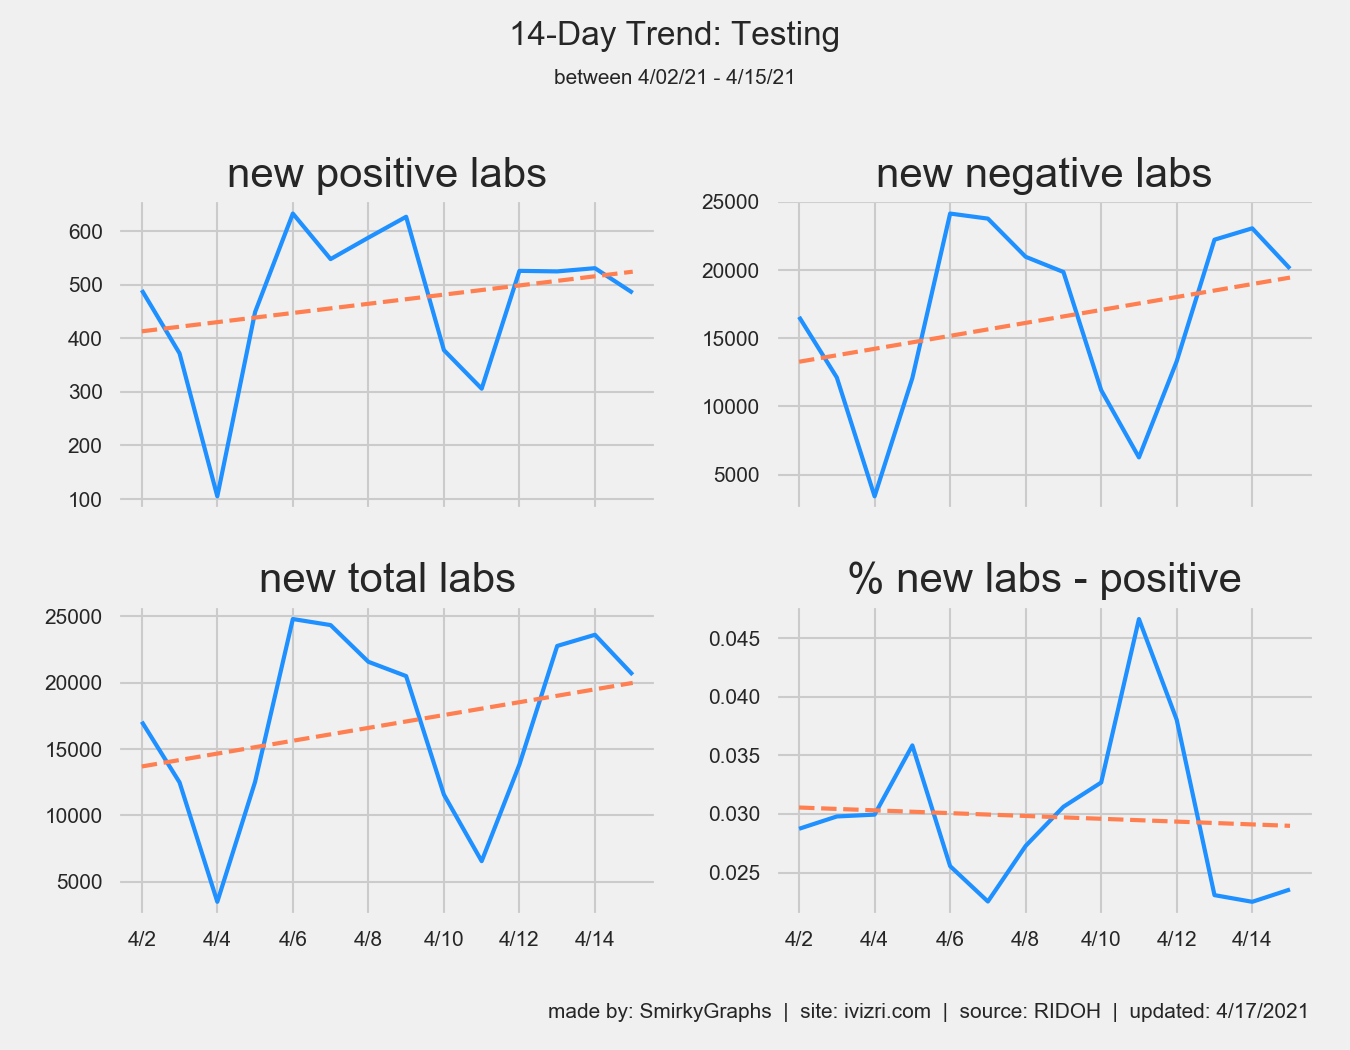 14-Day Trend: Testing
between 4/02/21 - 4/15/21
new positive labs
600
500
400
300
200
100
new negative labs
25000
20000
15000
10000
5000
new total labs
25000
20000
15000
10000
5000
4/2 4/4 4/6 4/8 4/10 4/12 4/14
% new labs - positive
0.045
0.040
0.035
0.030
0.025
4/2 4/4 4/6 4/8 4/10 4/12 4/14
made by: SmirkyGraphs | site: ivizri.com | source: RIDOH | updated: 4/17/2021